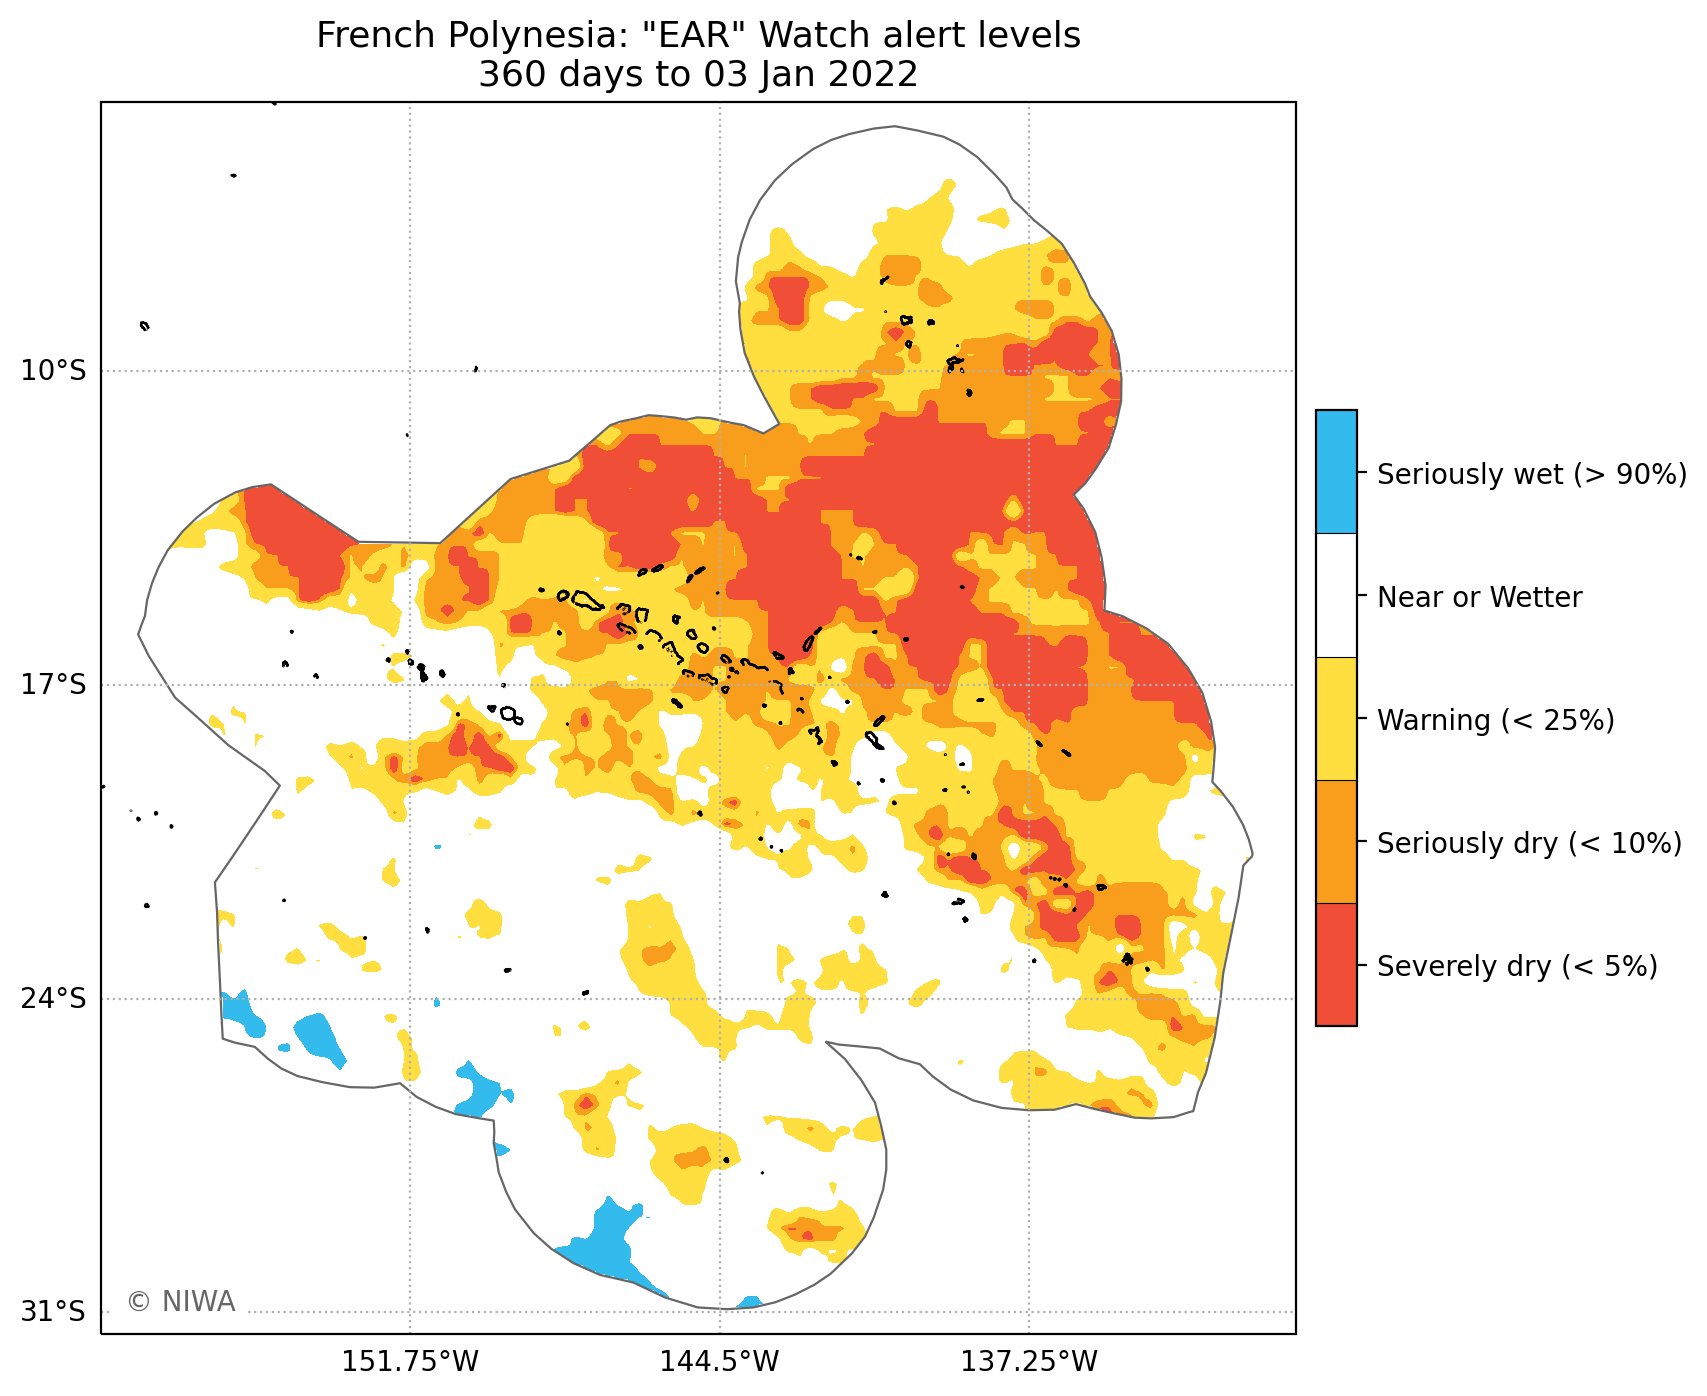 French Polynesia: "EAR" Watch alert levels
360 days to 03 Jan 2022
10°S
17°S
24°S
31°S
151.75°W
144.5°W
137.25°W
© NIWA
Seriously wet (> 90%)
Near or Wetter
Warning (< 25%)
Seriously dry (< 10%)
Severely dry (< 5%)